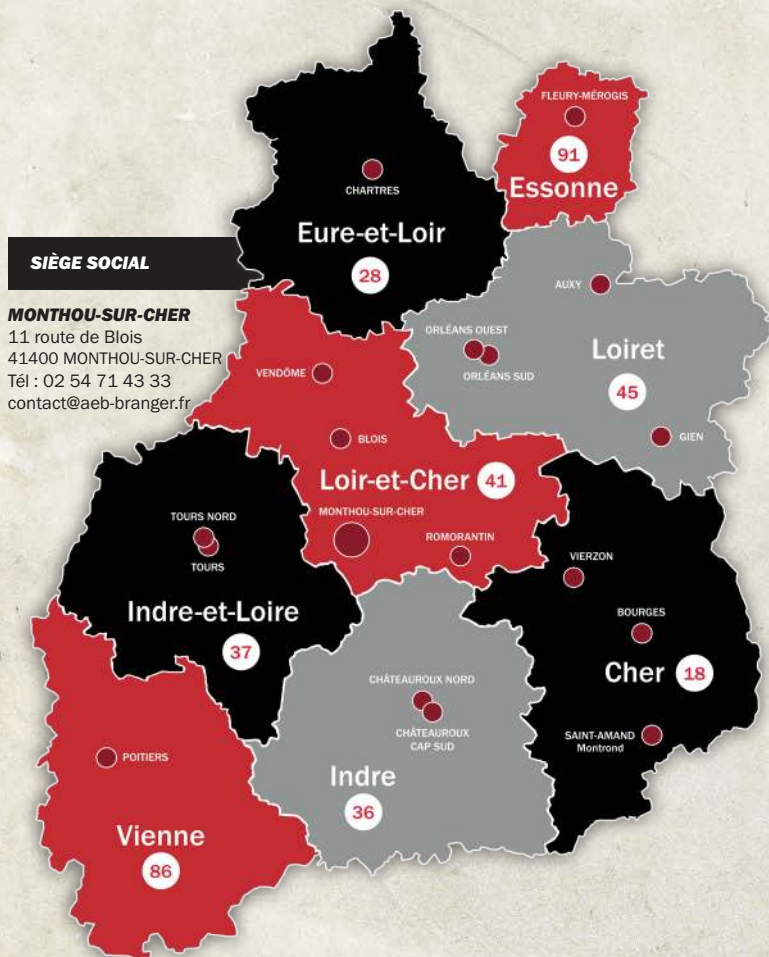 FLEURY-MÉROGIS
91
Essonne
CHARTRES
Eure-et-Loir
28
SIÈGE SOCIAL
MONTHOU-SUR-CHER
11 route de Blois
41400 MONTHOU-SUR-CHER
Tél : 02 54 71 43 33
contact@aeb-branger.fr
AUXY
ORLÉANS OUEST
ORLÉANS SUD
Loiret
45
GIEN
VENDÔME
BLOIS
Loir-et-Cher 41
MONTHOU-SUR-CHER
ROMORANTIN
TOURS NORD
TOURS
Indre-et-Loire
37
VIERZON
BOURGES
Cher 18
SAINT-AMAND
Montrond
CHÂTEAUROUX NORD
CHÂTEAUROUX
CAP SUD
Indre
36
POITIERS
Vienne
86